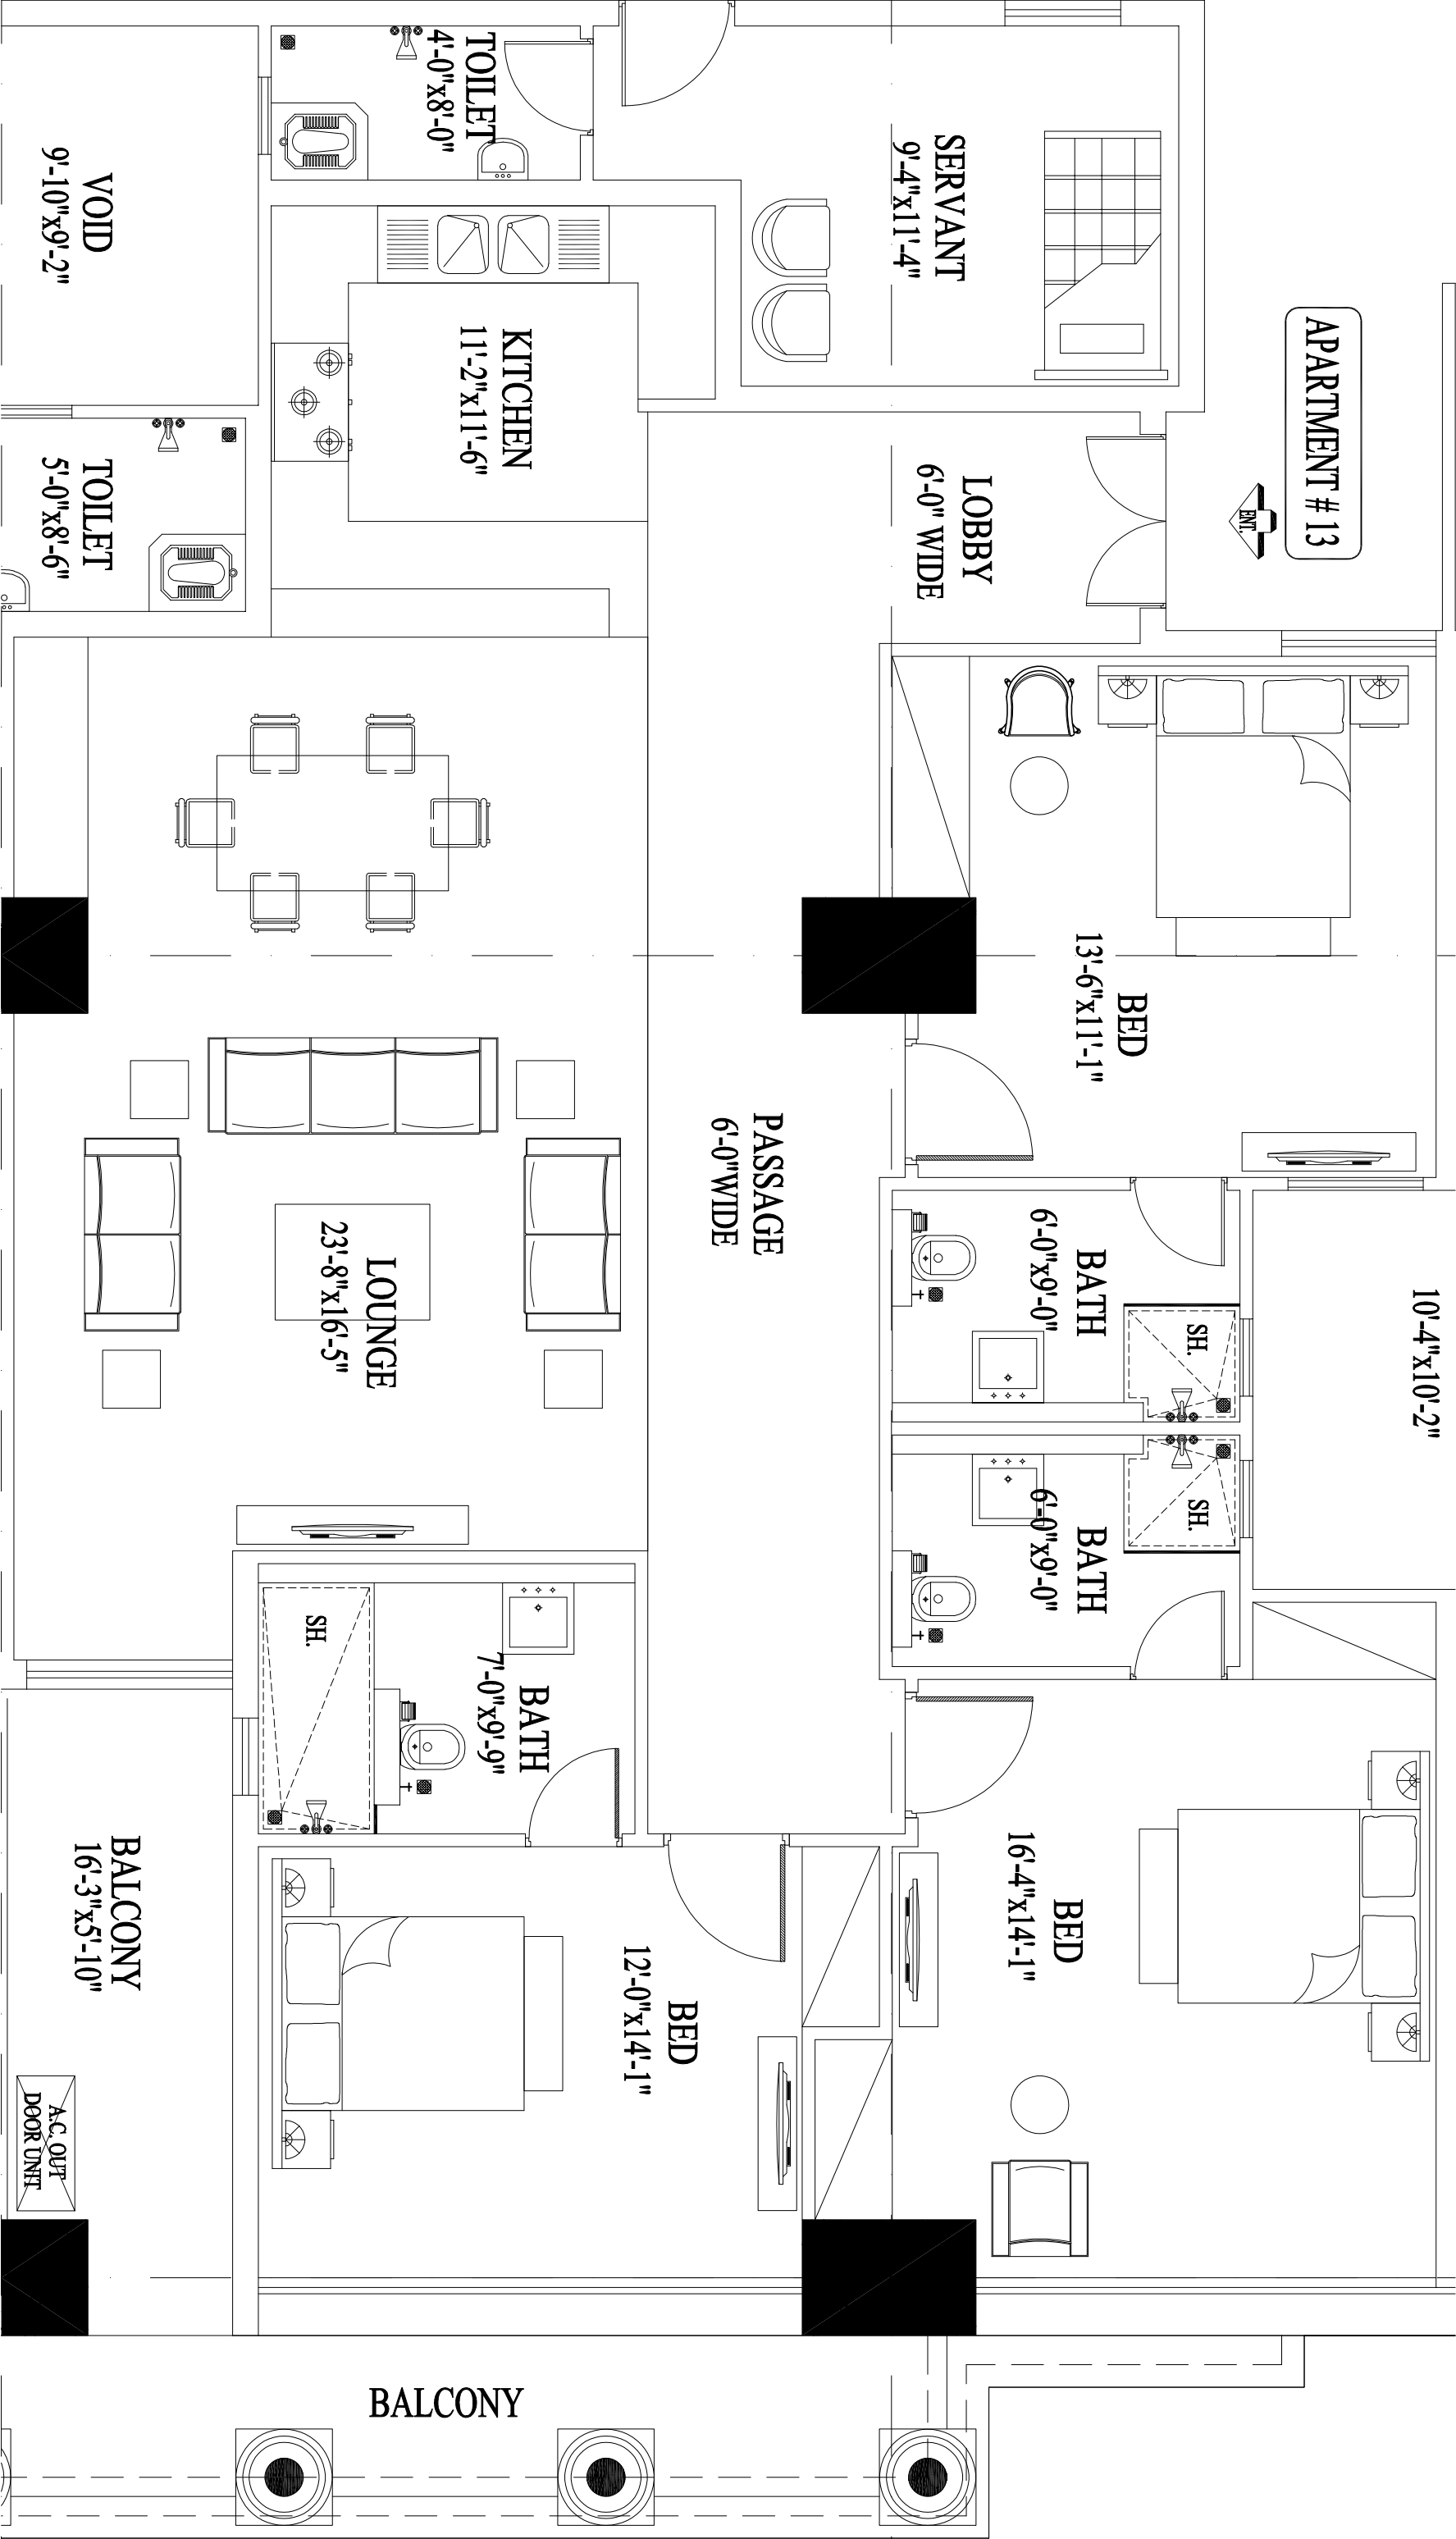 APARTMENT # 13
ENT.
TOILET
4'-0"x8'-0"
SERVANT
9'-4"x11'-4"
VOID
9'-10"x9'-2"
KITCHEN
11'-2"x11'-6"
LOBBY
6'-0" WIDE
TOILET
5'-0"x8'-6"
BED
13'-6"x11'-1"
PASSAGE
6'-0"WIDE
LOUNGE
23'-8"x16'-5"
BATH
6'-0"x9'-0"
SH.
10'-4"x10'-2"
BATH
6'-0"x9'-0"
SH.
BATH
7'-0"x9'-9"
SH.
BED
16'-4"x14'-1"
BED
12'-0"x14'-1"
BALCONY
16'-3"x5'-10"
A.C. OUT
DOOR UNIT
BALCONY